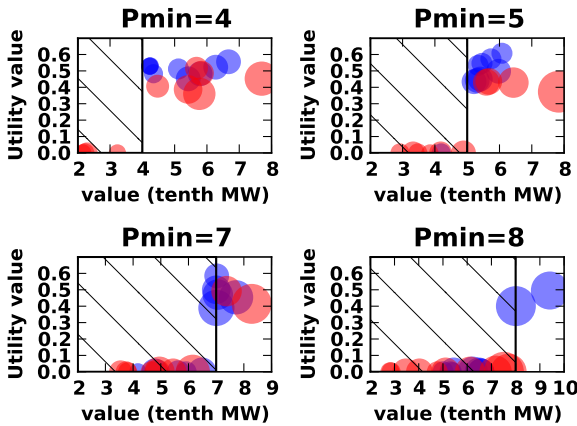 Pmin=4
Pmin=5
Utility value
0.6
0.5
0.4
0.3
0.2
0.1
0.0
2 3 4 5 6 7 8
value (tenth MW)
Utility value
0.6
0.5
0.4
0.3
0.2
0.1
0.0
2 3 4 5 6 7 8
value (tenth MW)
Pmin=7
Pmin=8
Utility value
0.6
0.5
0.4
0.3
0.2
0.1
0.0
2 3 4 5 6 7 8 9
value (tenth MW)
Utility value
0.6
0.5
0.4
0.3
0.2
0.1
0.0
2 3 4 5 6 7 8 9 10
value (tenth MW)